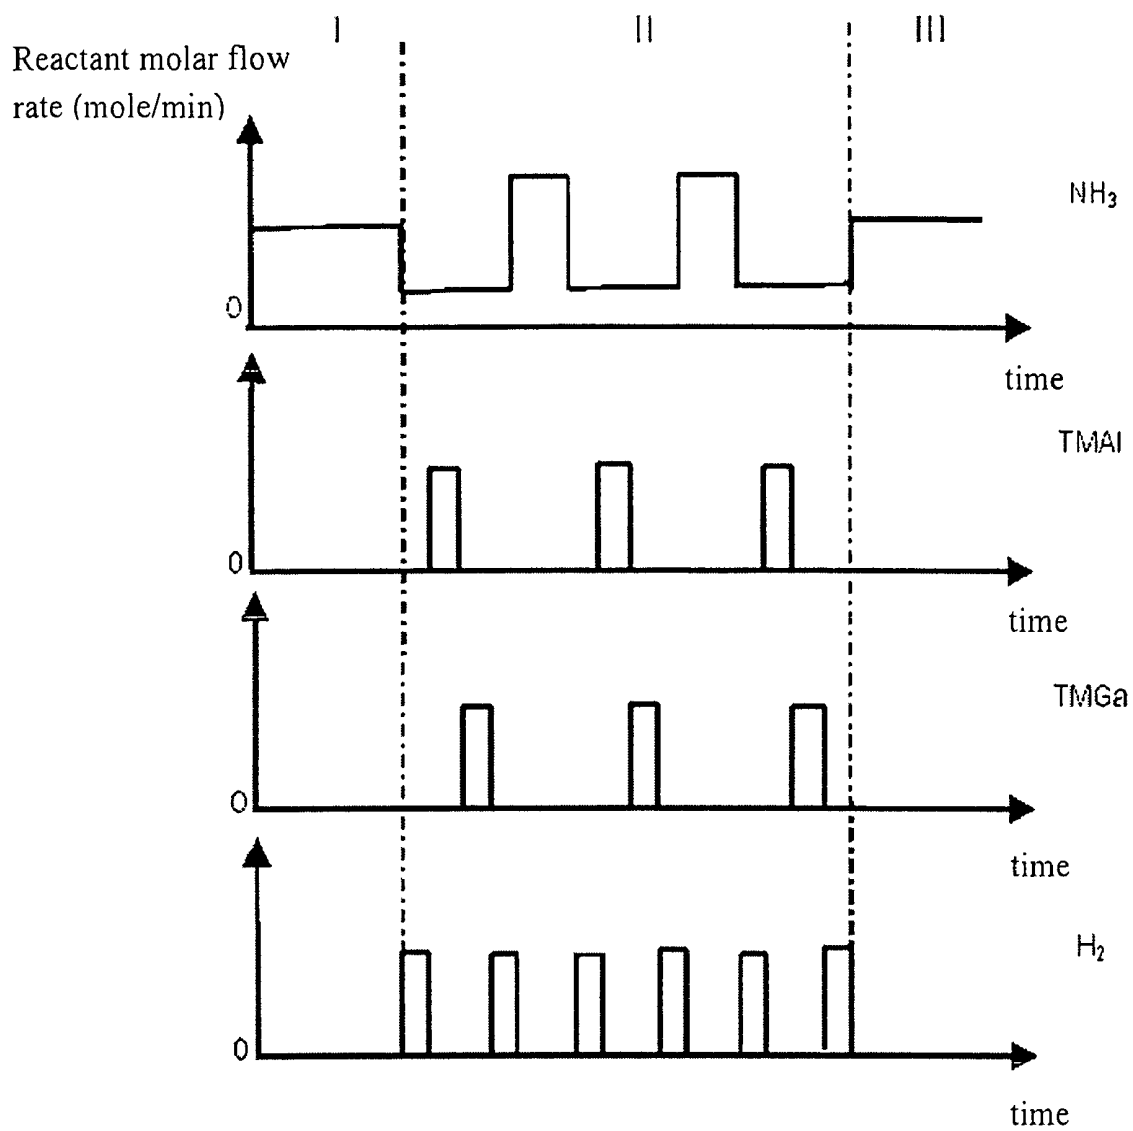 I II III
Reactant molar flow
rate (mole/min)
NH₃
0
time
TMAl
0
time
TMGa
0
time
H₂
0
time